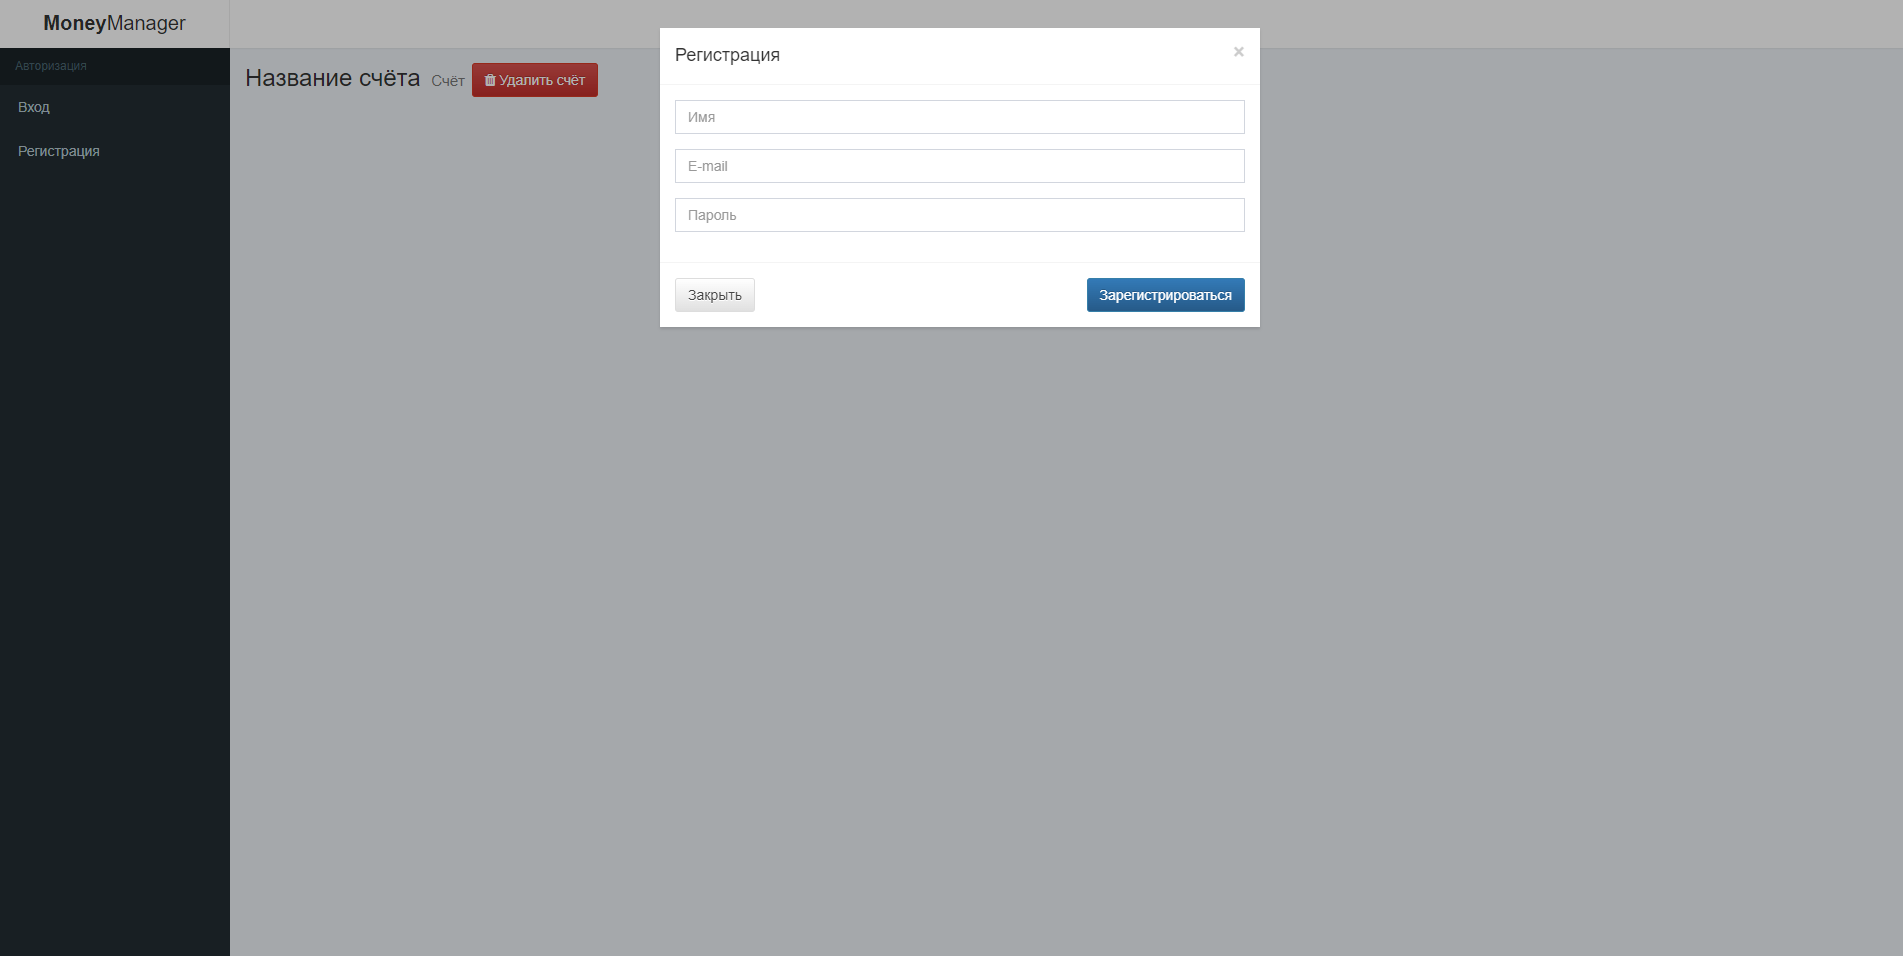 MoneyManager
Авторизация
Вход
Регистрация
Название счёта Счёт Удалить счёт
Регистрация ×
Имя
E-mail
Пароль
Закрыть Зарегистрироваться